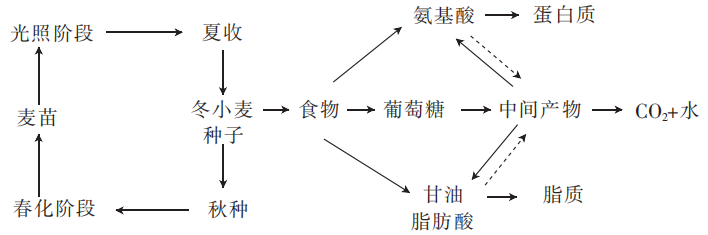 氨基酸
蛋白质
光照阶段
夏收
麦苗
冬小麦
种子
食物
葡萄糖
中间产物
CO₂+水
春化阶段
秋种
甘油
脂肪酸
脂质